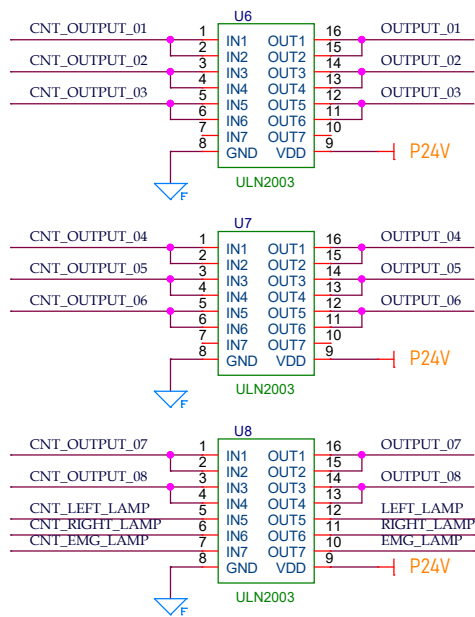 U6
CNT_OUTPUT_01 1 IN1 OUT1 16 OUTPUT_01
2 IN2 OUT2 15
CNT_OUTPUT_02 3 IN3 OUT3 14 OUTPUT_02
4 IN4 OUT4 13
CNT_OUTPUT_03 5 IN5 OUT5 12 OUTPUT_03
6 IN6 OUT6 11
7 IN7 OUT7 10
8 GND VDD 9 P24V
F
ULN2003
U7
CNT_OUTPUT_04 1 IN1 OUT1 16 OUTPUT_04
2 IN2 OUT2 15
CNT_OUTPUT_05 3 IN3 OUT3 14 OUTPUT_05
4 IN4 OUT4 13
CNT_OUTPUT_06 5 IN5 OUT5 12 OUTPUT_06
6 IN6 OUT6 11
7 IN7 OUT7 10
8 GND VDD 9 P24V
F
ULN2003
U8
CNT_OUTPUT_07 1 IN1 OUT1 16 OUTPUT_07
2 IN2 OUT2 15
CNT_OUTPUT_08 3 IN3 OUT3 14 OUTPUT_08
4 IN4 OUT4 13
CNT_LEFT_LAMP 5 IN5 OUT5 12 LEFT_LAMP
CNT_RIGHT_LAMP 6 IN6 OUT6 11 RIGHT_LAMP
CNT_EMG_LAMP 7 IN7 OUT7 10 EMG_LAMP
8 GND VDD 9 P24V
F
ULN2003